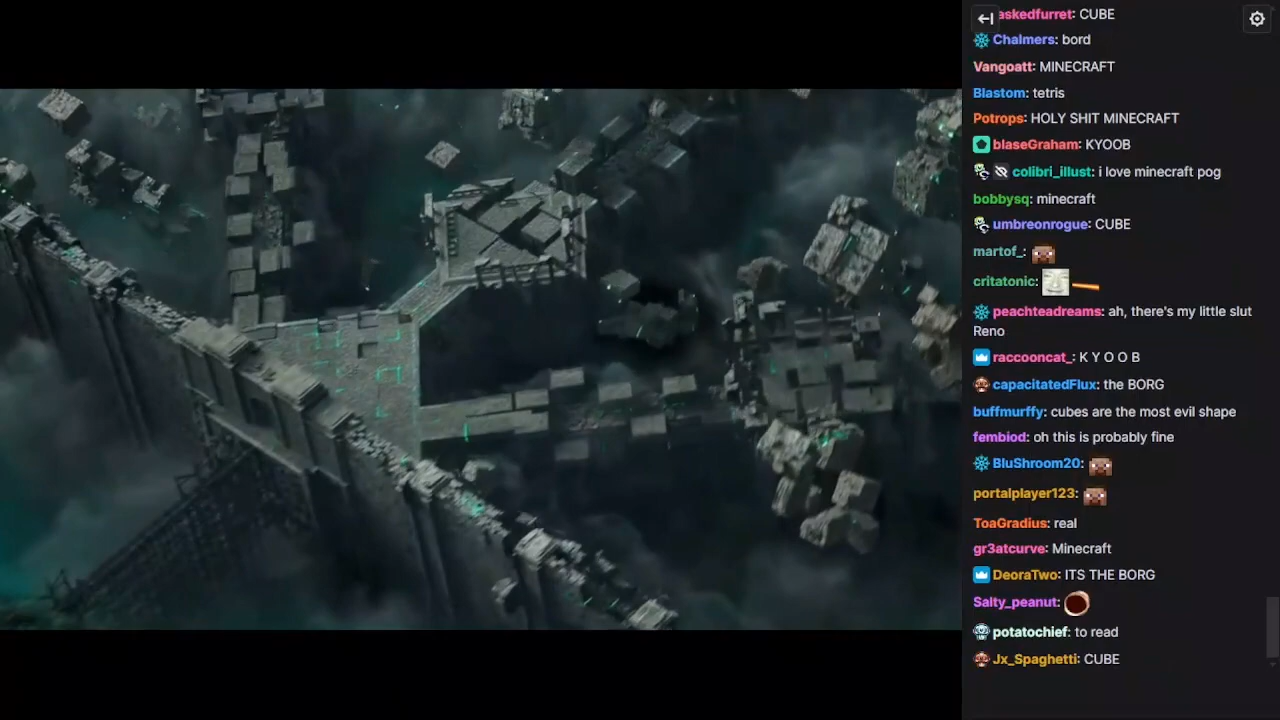 askedfurret: CUBE
Chalmers: bord
Vangoatt: MINECRAFT
Blastom: tetris
Potrops: HOLY SHIT MINECRAFT
blaseGraham: KYOOB
colibri_illust: i love minecraft pog
bobbysq: minecraft
umbreonrogue: CUBE
martof_:
critatonic:
peachteadreams: ah, there's my little slut
Reno
raccooncat_: K Y O O B
capacitatedFlux: the BORG
buffmurffy: cubes are the most evil shape
fembiod: oh this is probably fine
BluShroom20:
portalplayer123:
ToaGradius: real
gr3atcurve: Minecraft
DeoraTwo: ITS THE BORG
Salty_peanut:
potatochief: to read
Jx_Spaghetti: CUBE